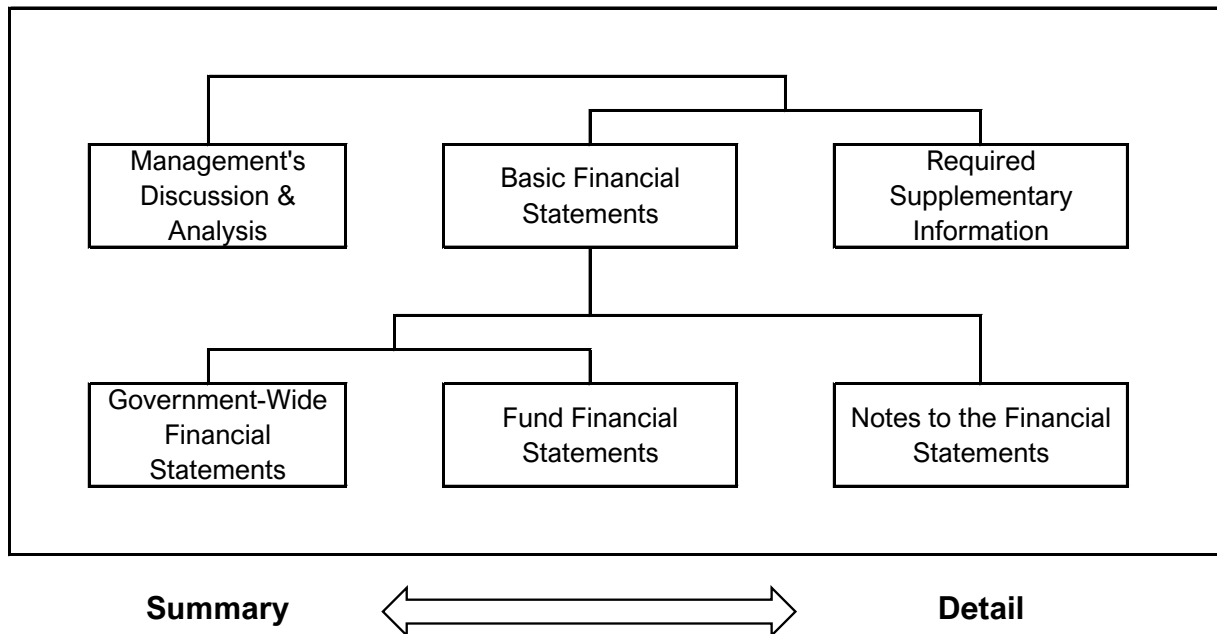 Management's
Discussion &
Analysis
Basic Financial
Statements
Required
Supplementary
Information
Government-Wide
Financial
Statements
Fund Financial
Statements
Notes to the Financial
Statements
Summary
Detail